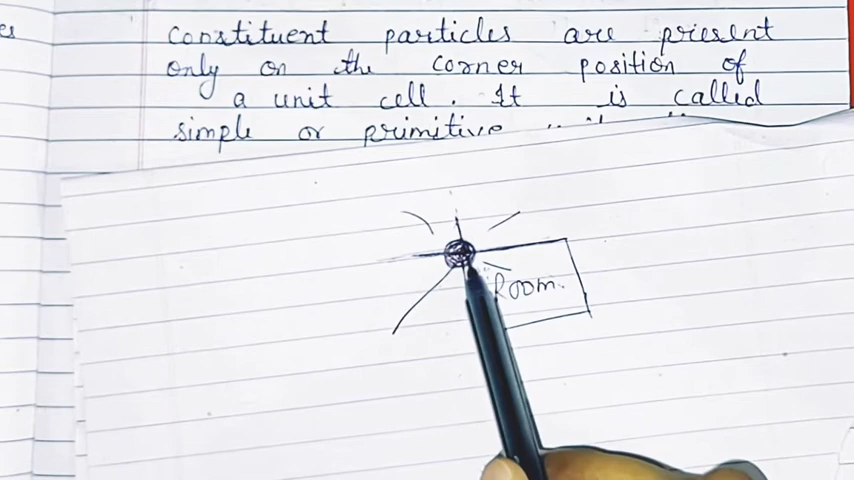 es
constituent particles are present
only on the corner position of
a unit cell. It is called
simple or primitive
Room.